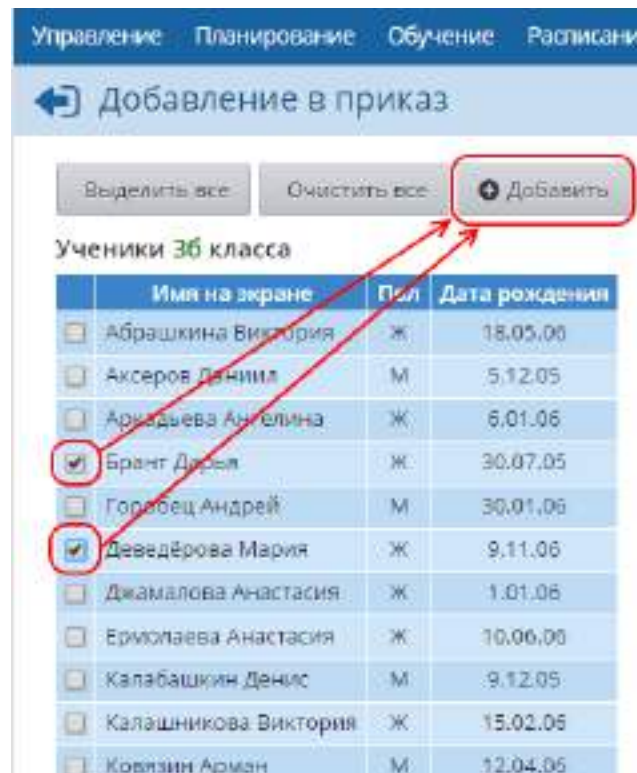 Управление Планирование Обучение Расписани
Добавление в приказ
Выделить все Очистить все Добавить
Ученики 3б класса
Имя на экране Пол Дата рождения
Абрашкина Виктория Ж 18.05.06
Аксеров Даниил М 5.12.05
Аркадьева Ангелина Ж 6.01.06
Брант Дарья Ж 30.07.05
Горобец Андрей М 30.01.06
Деведёрова Мария Ж 9.11.06
Джамалова Анастасия Ж 1.01.06
Ермолаева Анастасия Ж 10.06.06
Калабашкин Денис М 9.12.05
Калашникова Виктория Ж 15.02.06
Ковязин Арман М 12.04.06